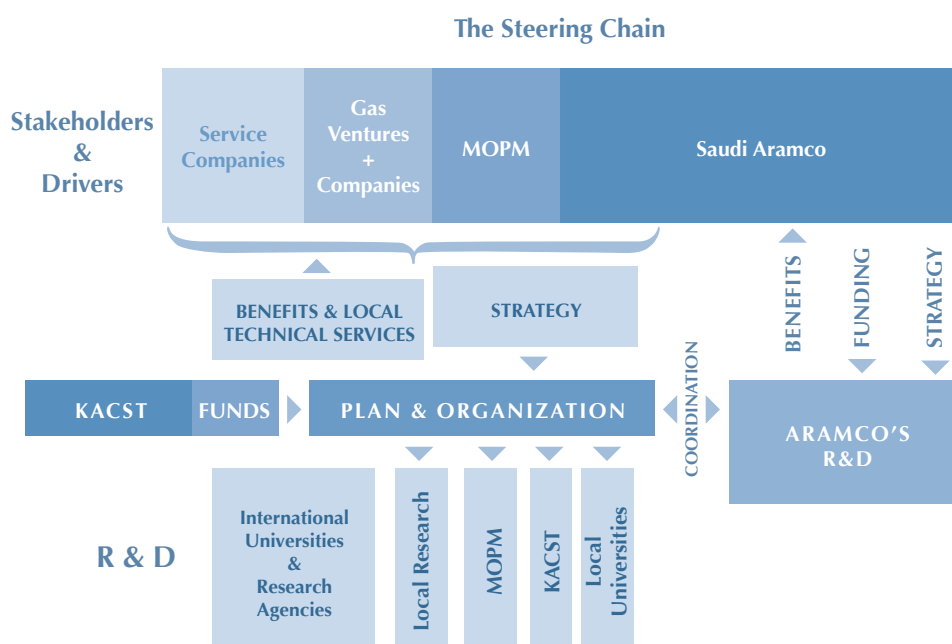 The Steering Chain
Stakeholders
&
Drivers
Service
Companies
Gas
Ventures
+
Companies
MOPM
Saudi Aramco
BENEFITS & LOCAL
TECHNICAL SERVICES
STRATEGY
BENEFITS
FUNDING
STRATEGY
KACST
FUNDS
PLAN & ORGANIZATION
COORDINATION
ARAMCO'S
R&D
R & D
International
Universities
&
Research
Agencies
Local Research
MOPM
KACST
Local
Universities